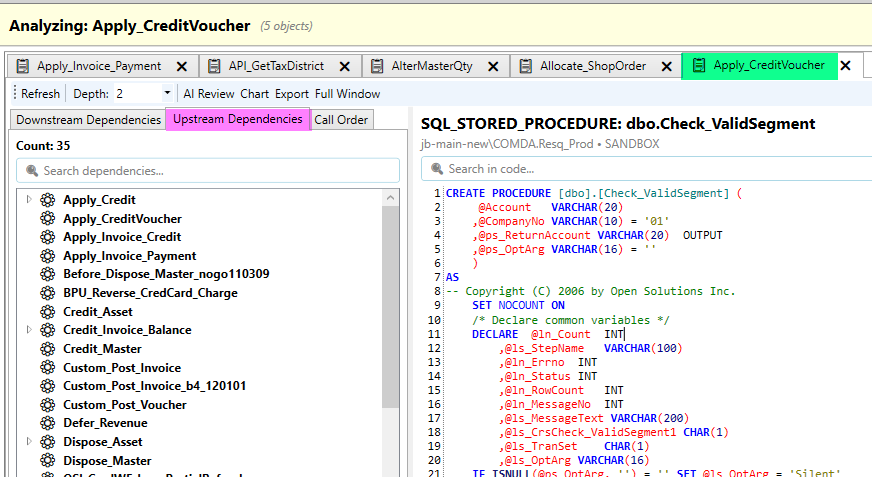 Analyzing: Apply_CreditVoucher (5 objects)
Apply_Invoice_Payment API_GetTaxDistrict AlterMasterQty Allocate_ShopOrder Apply_CreditVoucher
Refresh Depth: 2 AI Review Chart Export Full Window
Downstream Dependencies Upstream Dependencies Call Order
Count: 35
Search dependencies...
Apply_Credit
Apply_CreditVoucher
Apply_Invoice_Credit
Apply_Invoice_Payment
Before_Dispose_Master_nogo110309
BPU_Reverse_CredCard_Charge
Credit_Asset
Credit_Invoice_Balance
Credit_Master
Custom_Post_Invoice
Custom_Post_Invoice_b4_120101
Custom_Post_Voucher
Defer_Revenue
Dispose_Asset
Dispose_Master
SQL_STORED_PROCEDURE: dbo.Check_ValidSegment
jb-main-new\COMDA.Resq_Prod • SANDBOX
Search in code...
1 CREATE PROCEDURE [dbo].[Check_ValidSegment] (
2 @Account VARCHAR(20)
3 ,@CompanyNo VARCHAR(10) = '01'
4 ,@ps_ReturnAccount VARCHAR(20) OUTPUT
5 ,@ps_OptArg VARCHAR(16) = ''
6 )
7 AS
8 -- Copyright (C) 2006 by Open Solutions Inc.
9 SET NOCOUNT ON
10 /* Declare common variables */
11 DECLARE @ln_Count INT
12 ,@ls_StepName VARCHAR(100)
13 ,@ln_Errno INT
14 ,@ln_Status INT
15 ,@ln_RowCount INT
16 ,@ln_MessageNo INT
17 ,@ls_MessageText VARCHAR(200)
18 ,@ls_CrsCheck_ValidSegment1 CHAR(1)
19 ,@ls_TranSet CHAR(1)
20 ,@ls_OptArg VARCHAR(16)
21 IF ISNULL(@ps_OptArg, '') = '' SET @ls_OptArg = 'Silent'